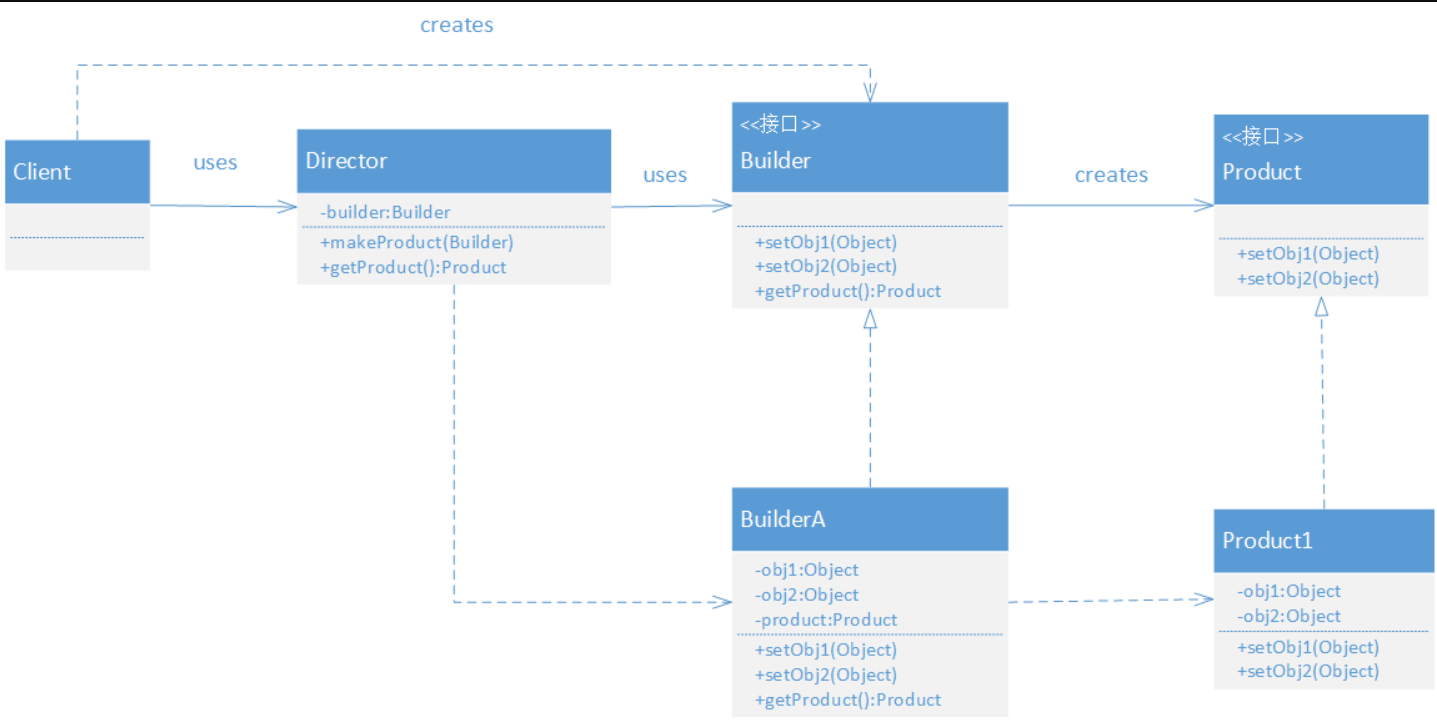 creates
Client
uses
Director
-builder:Builder
+makeProduct(Builder)
+getProduct():Product
uses
<<接口>>
Builder
+setObj1(Object)
+setObj2(Object)
+getProduct():Product
creates
<<接口>>
Product
+setObj1(Object)
+setObj2(Object)
BuilderA
-obj1:Object
-obj2:Object
-product:Product
+setObj1(Object)
+setObj2(Object)
+getProduct():Product
Product1
-obj1:Object
-obj2:Object
+setObj1(Object)
+setObj2(Object)